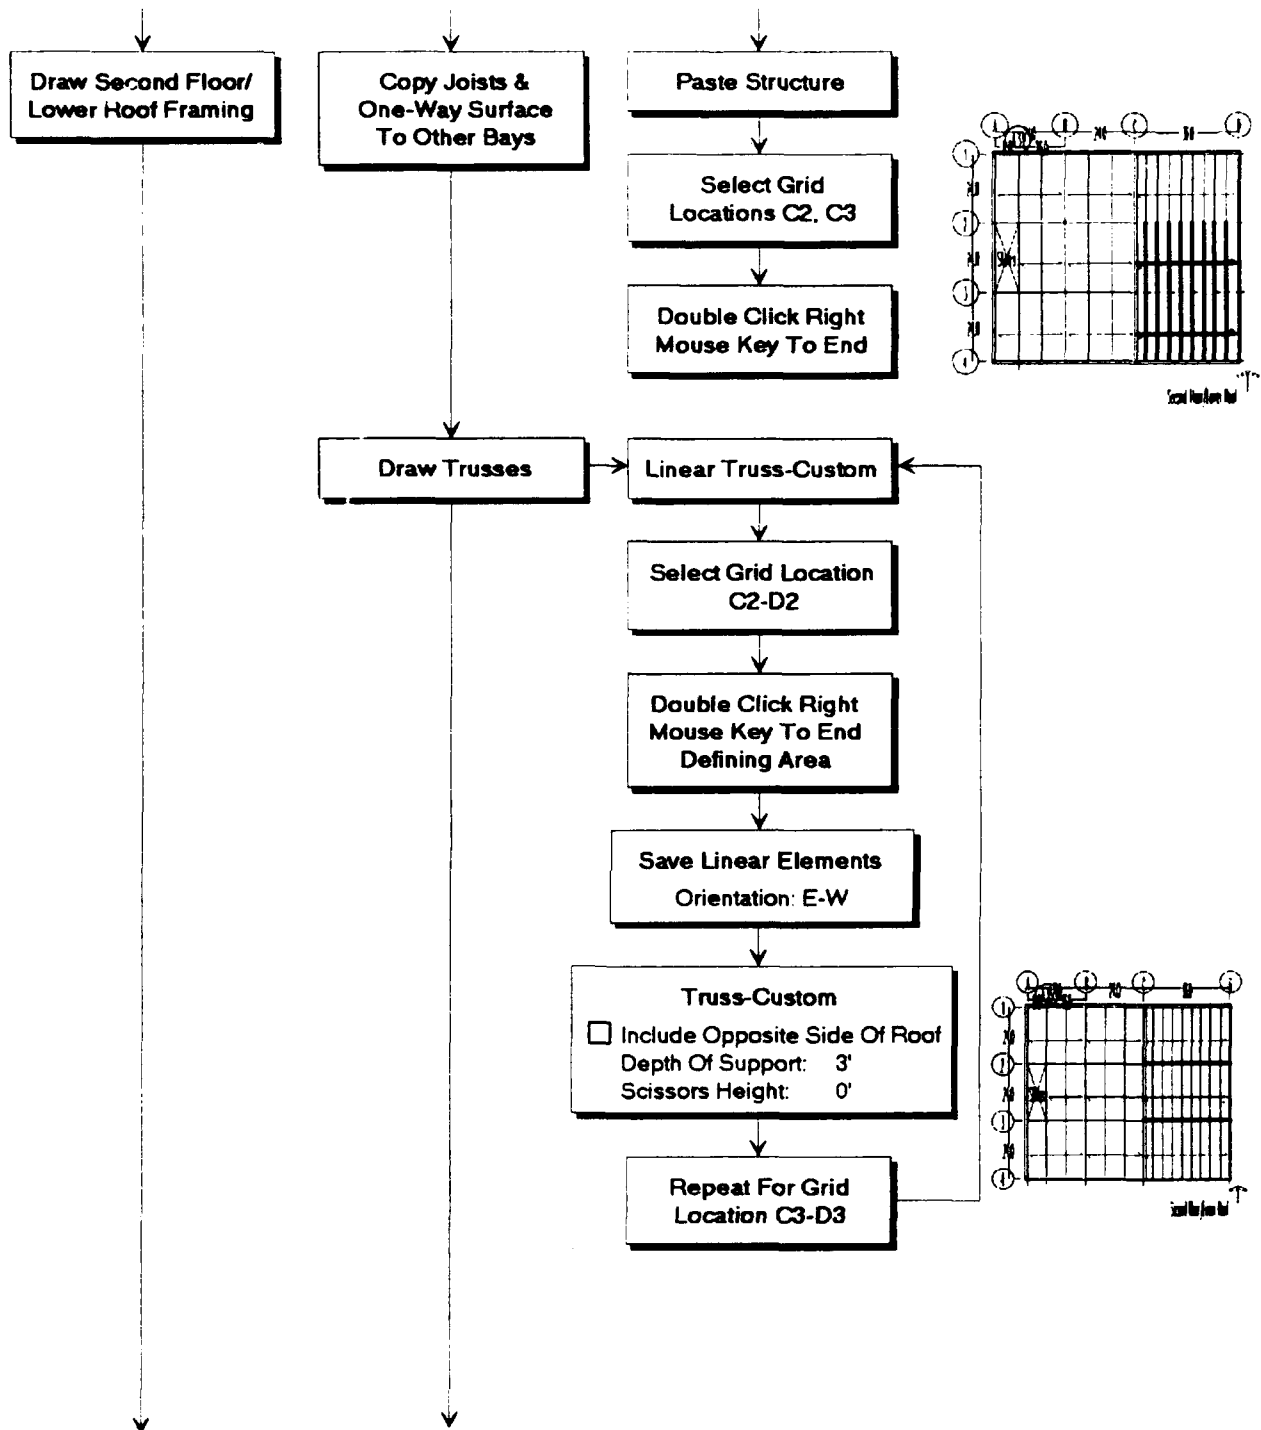 Draw Second Floor/
Lower Roof Framing
Copy Joists &
One-Way Surface
To Other Bays
Paste Structure
Select Grid
Locations C2, C3
Double Click Right
Mouse Key To End
Draw Trusses
Linear Truss-Custom
Select Grid Location
C2-D2
Double Click Right
Mouse Key To End
Defining Area
Save Linear Elements
Orientation: E-W
Truss-Custom
Include Opposite Side Of Roof
Depth Of Support: 3'
Scissors Height: 0'
Repeat For Grid
Location C3-D3